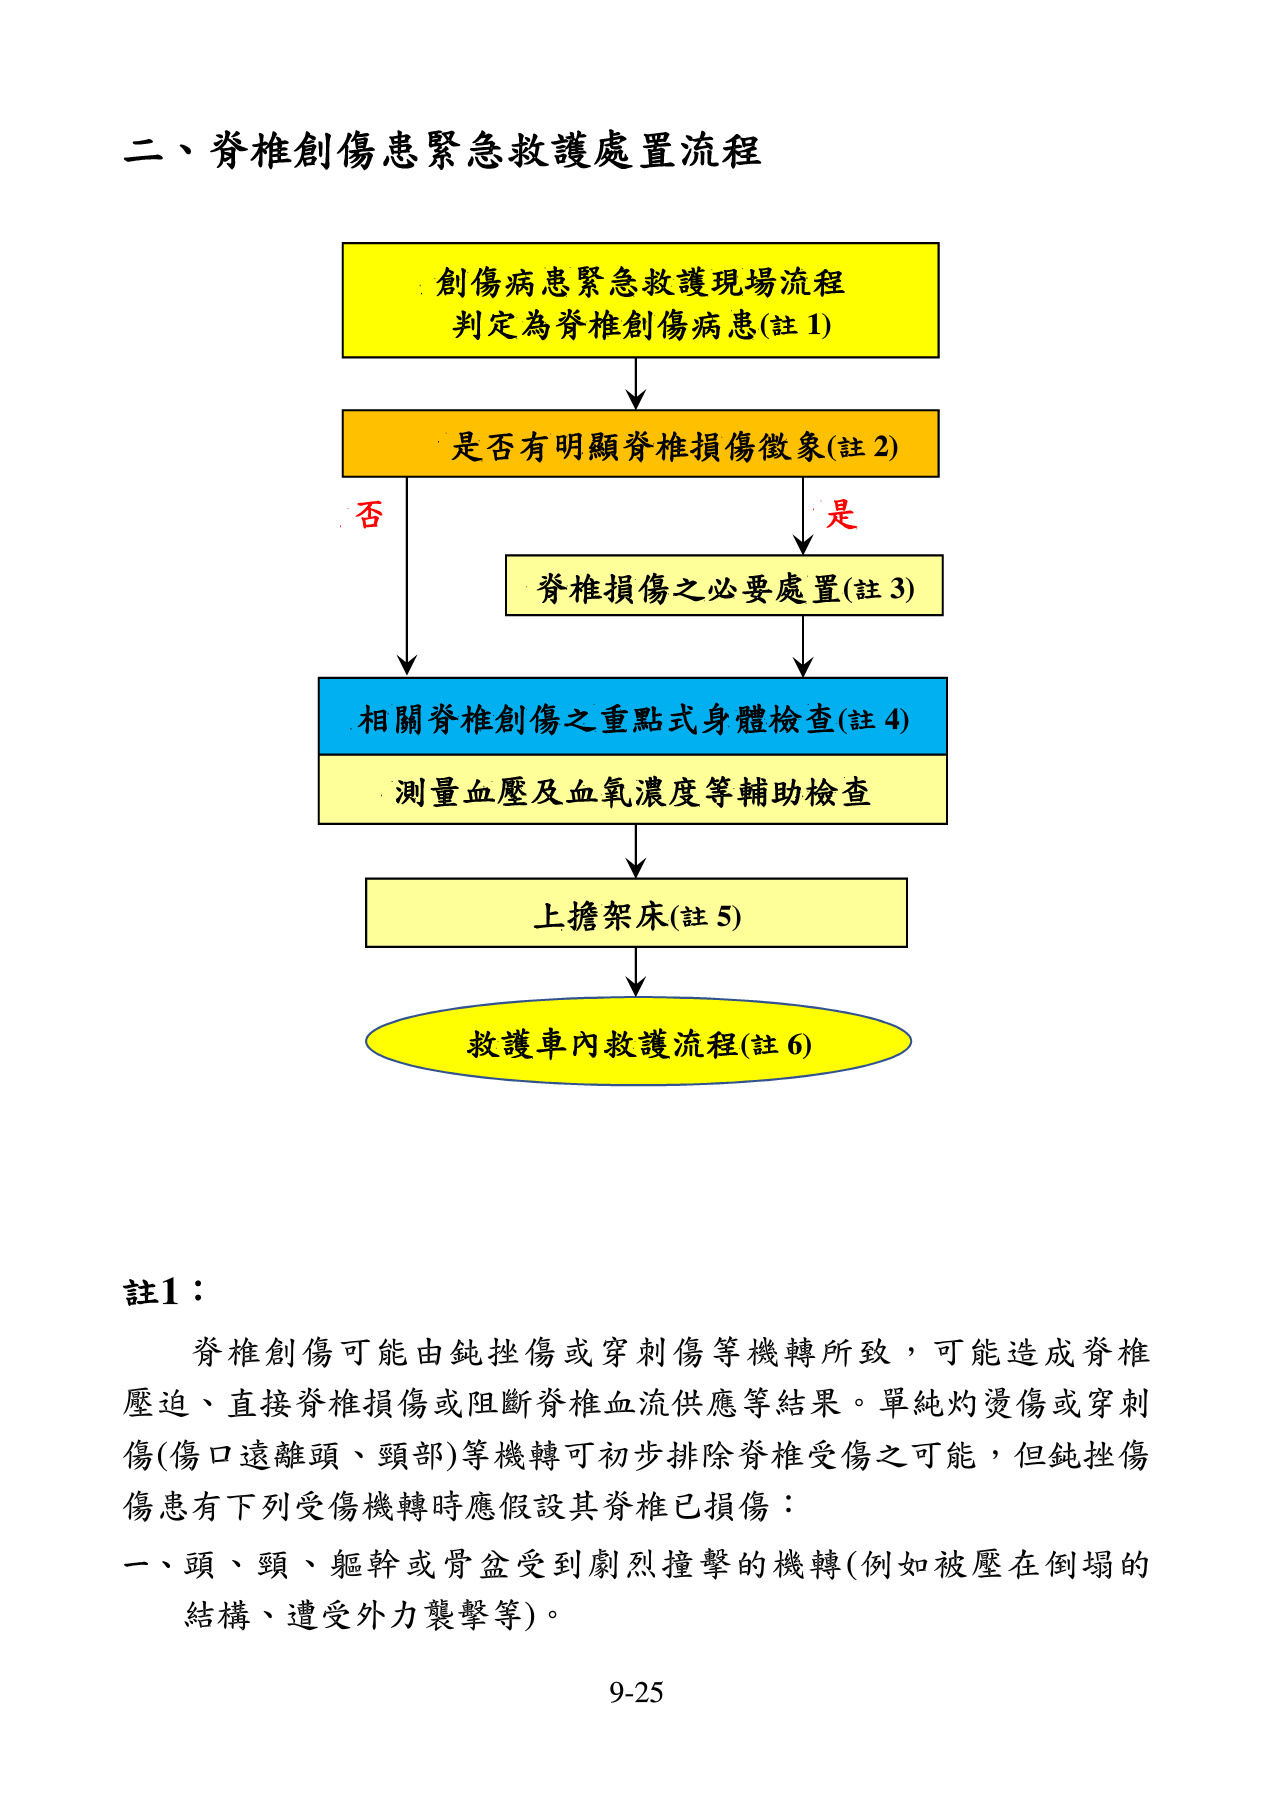 二、脊椎創傷患緊急救護處置流程
創傷病患緊急救護現場流程
判定為脊椎創傷病患(註 1)
是否有明顯脊椎損傷徵象(註 2)
否
是
脊椎損傷之必要處置(註 3)
相關脊椎創傷之重點式身體檢查(註 4)
測量血壓及血氧濃度等輔助檢查
上擔架床(註 5)
救護車內救護流程(註 6)
註1：
脊椎創傷可能由鈍挫傷或穿刺傷等機轉所致，可能造成脊椎
壓迫、直接脊椎損傷或阻斷脊椎血流供應等結果。單純灼燙傷或穿刺
傷(傷口遠離頭、頸部)等機轉可初步排除脊椎受傷之可能，但鈍挫傷
傷患有下列受傷機轉時應假設其脊椎已損傷：
一、頭、頸、軀幹或骨盆受到劇烈撞擊的機轉(例如被壓在倒塌的
結構、遭受外力襲擊等)。
9-25